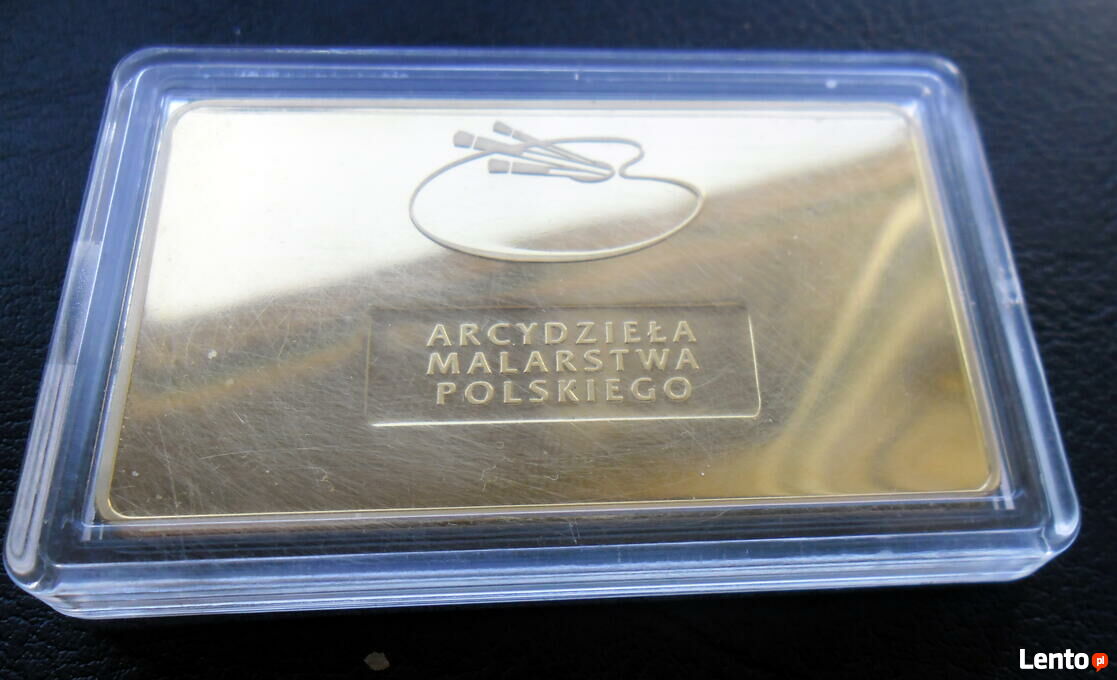 ARCYDZIEŁA
MALARSTWA
POLSKIEGO
Lento pl